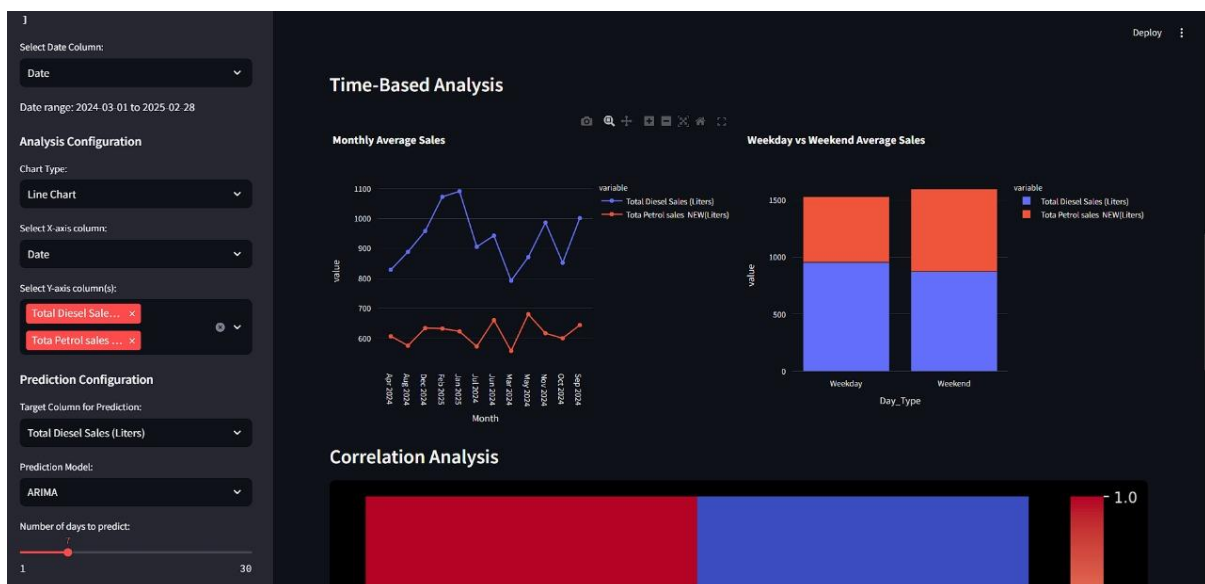 ]
Select Date Column:
Date
Date range: 2024-03-01 to 2025-02-28
Analysis Configuration
Chart Type:
Line Chart
Select X-axis column:
Date
Select Y-axis column(s):
Total Diesel Sale... ×
Tota Petrol sales ... ×
Prediction Configuration
Target Column for Prediction:
Total Diesel Sales (Liters)
Prediction Model:
ARIMA
Number of days to predict:
7
1 30
Deploy
Time-Based Analysis
Monthly Average Sales
1100
1000
900
800
700
600
value
Apr 2024
Aug 2024
Dec 2024
Feb 2025
Jan 2025
Jul 2024
Jun 2024
Mar 2024
May 2024
Nov 2024
Oct 2024
Sep 2024
Month
variable
Total Diesel Sales (Liters)
Tota Petrol sales NEW(Liters)
Weekday vs Weekend Average Sales
1500
1000
500
0
value
Weekday Weekend
Day_Type
variable
Total Diesel Sales (Liters)
Tota Petrol sales NEW(Liters)
Correlation Analysis
1.0